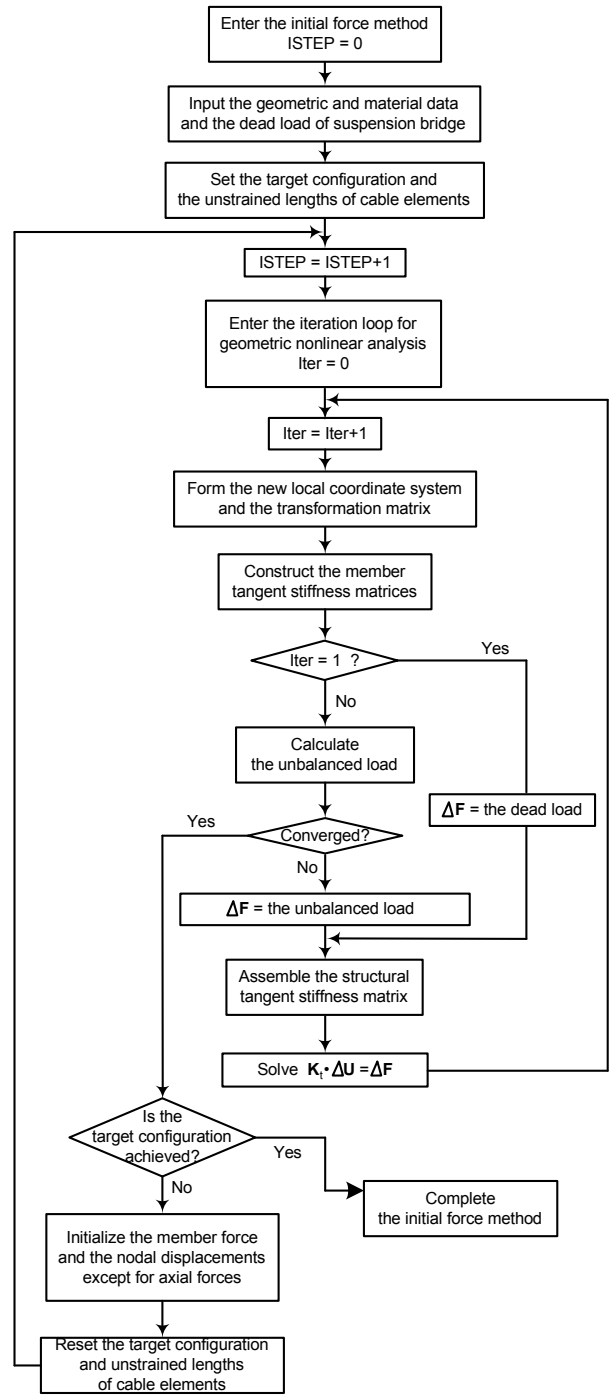 Enter the initial force method
ISTEP = 0
Input the geometric and material data
and the dead load of suspension bridge
Set the target configuration and
the unstrained lengths of cable elements
ISTEP = ISTEP+1
Enter the iteration loop for
geometric nonlinear analysis
Iter = 0
Iter = Iter+1
Form the new local coordinate system
and the transformation matrix
Construct the member
tangent stiffness matrices
Iter = 1 ?
Yes
No
Calculate
the unbalanced load
ΔF = the dead load
Yes
Converged?
No
ΔF = the unbalanced load
Assemble the structural
tangent stiffness matrix
Solve Kₜ·ΔU = ΔF
Is the
target configuration
achieved?
Yes
No
Complete
the initial force method
Initialize the member force
and the nodal displacements
except for axial forces
Reset the target configuration
and unstrained lengths
of cable elements